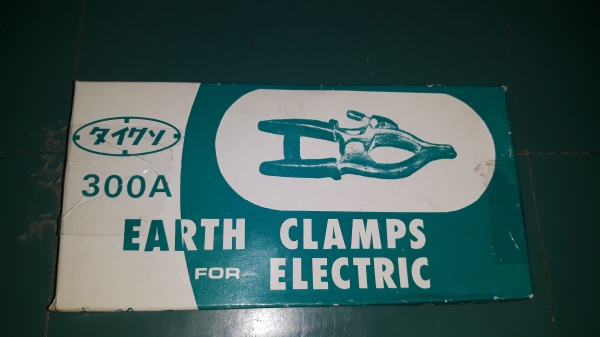 タイクソ
300A
EARTH CLAMPS
FOR ELECTRIC